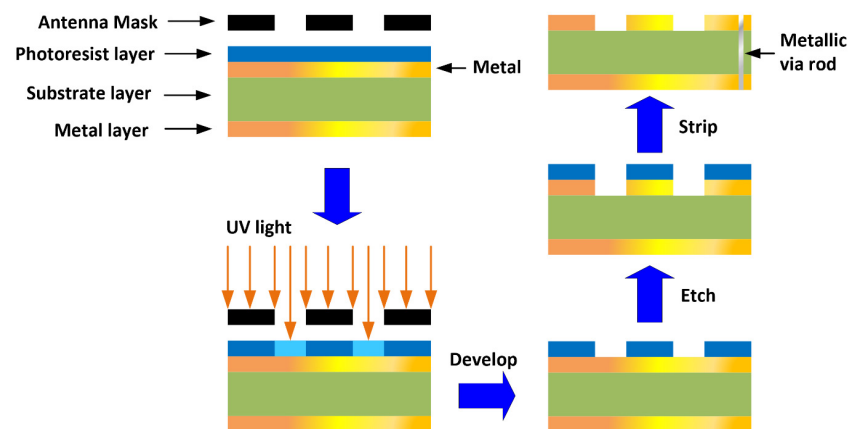 Antenna Mask
Photoresist layer
Metal
Substrate layer
Metal layer
UV light
Develop
Etch
Strip
Metallic
via rod